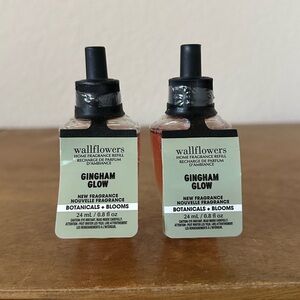 wallflowers
HOME FRAGRANCE REFILL
RECHARGE DE PARFUM
D'AMBIANCE
GINGHAM
GLOW
NEW FRAGRANCE
NOUVELLE FRAGRANCE
BOTANICALS + BLOOMS
24 mL / 0.8 fl oz
wallflowers
HOME FRAGRANCE REFILL
RECHARGE DE PARFUM
D'AMBIANCE
GINGHAM
GLOW
NEW FRAGRANCE
NOUVELLE FRAGRANCE
BOTANICALS + BLOOMS
24 mL / 0.8 fl oz